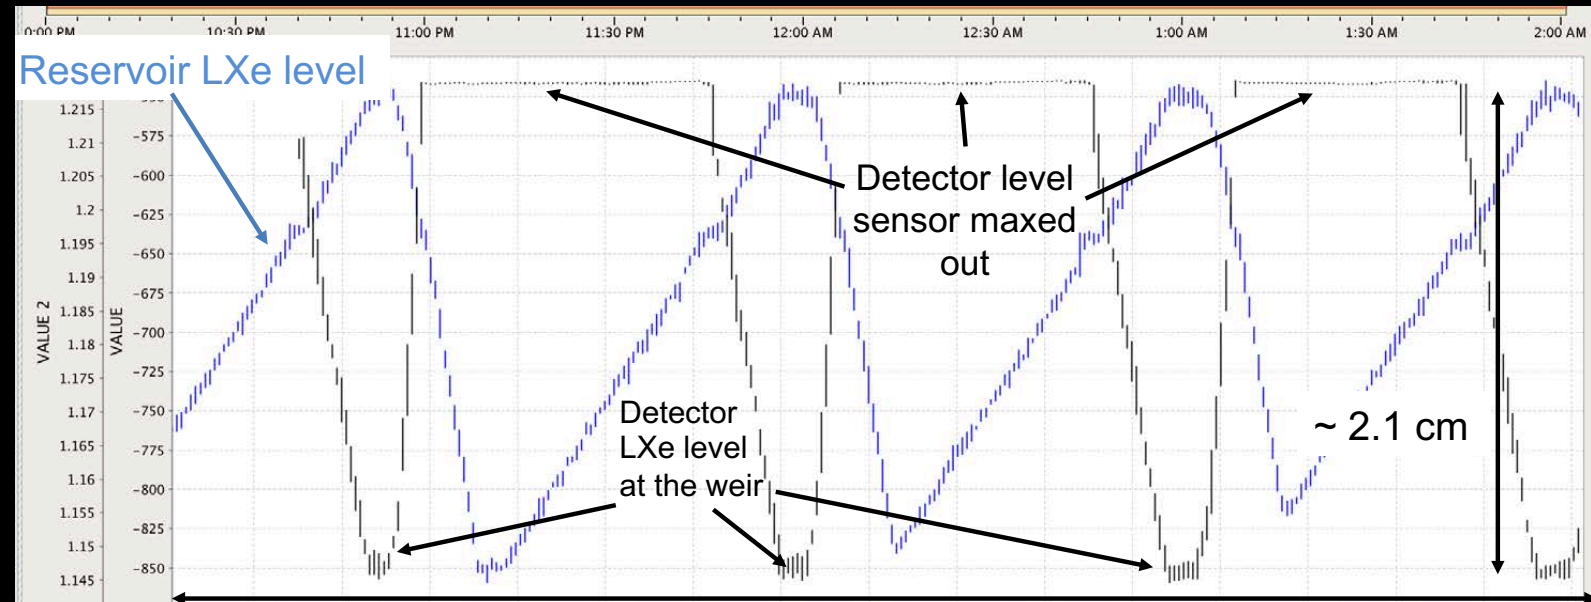 0:00 PM 10:30 PM 11:00 PM 11:30 PM 12:00 AM 12:30 AM 1:00 AM 1:30 AM 2:00 AM
Reservoir LXe level
VALUE 2
1.215
1.21
1.205
1.2
1.195
1.19
1.185
1.18
1.175
1.17
1.165
1.16
1.155
1.15
1.145
VALUE
-575
-600
-625
-650
-675
-700
-725
-750
-775
-800
-825
-850
Detector level
sensor maxed
out
Detector
LXe level
at the weir
~ 2.1 cm